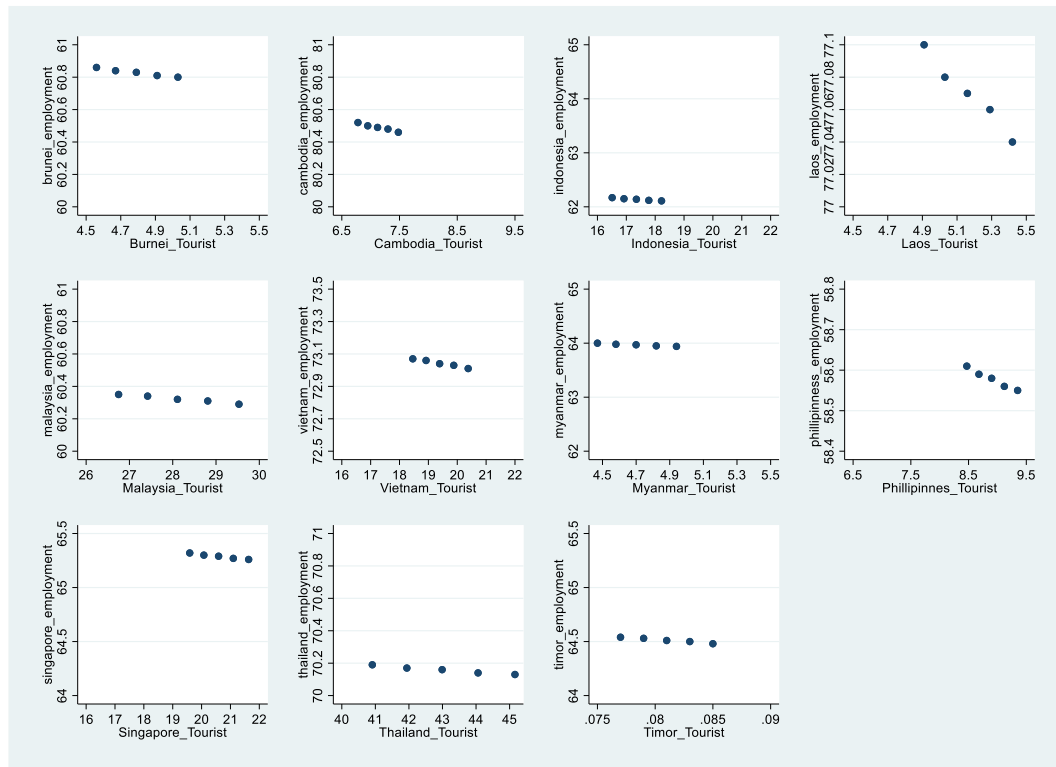 brunei_employment
61
60.8
60.6
60.4
60.2
60
4.5 4.7 4.9 5.1 5.3 5.5
Burnei_Tourist
cambodia_employment
81
80.8
80.6
80.4
80.2
80
6.5 7.5 8.5 9.5
Cambodia_Tourist
indonesia_employment
65
64
63
62
16 17 18 19 20 21 22
Indonesia_Tourist
laos_employment
77.1
77.08
77.06
77.04
77.02
77
4.5 4.7 4.9 5.1 5.3 5.5
Laos_Tourist
malaysia_employment
61
60.8
60.6
60.4
60.2
60
26 27 28 29 30
Malaysia_Tourist
vietnam_employment
73.5
73.3
73.1
72.9
72.7
72.5
16 17 18 19 20 21 22
Vietnam_Tourist
myanmar_employment
65
64
63
62
4.5 4.7 4.9 5.1 5.3 5.5
Myanmar_Tourist
phillipinness_employment
58.8
58.7
58.6
58.5
58.4
6.5 7.5 8.5 9.5
Phillipinnes_Tourist
singapore_employment
65.5
65
64.5
64
16 17 18 19 20 21 22
Singapore_Tourist
thailand_employment
71
70.8
70.6
70.4
70.2
70
40 41 42 43 44 45
Thailand_Tourist
timor_employment
65.5
65
64.5
64
.075 .08 .085 .09
Timor_Tourist